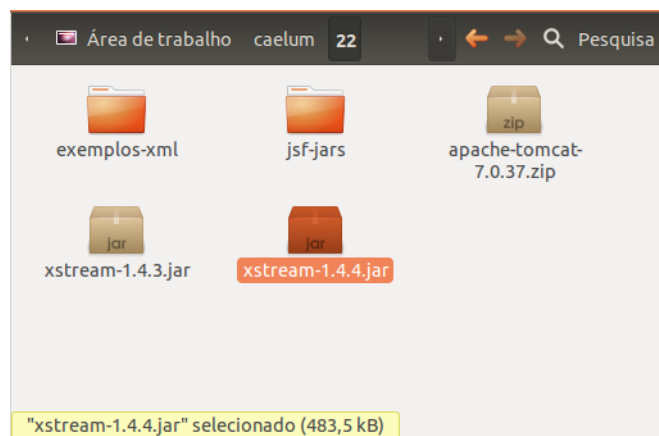 Área de trabalho caelum 22 Pesquisa
exemplos-xml jsf-jars apache-tomcat-
7.0.37.zip
zip
jar jar
xstream-1.4.3.jar xstream-1.4.4.jar
"xstream-1.4.4.jar" selecionado (483,5 kB)